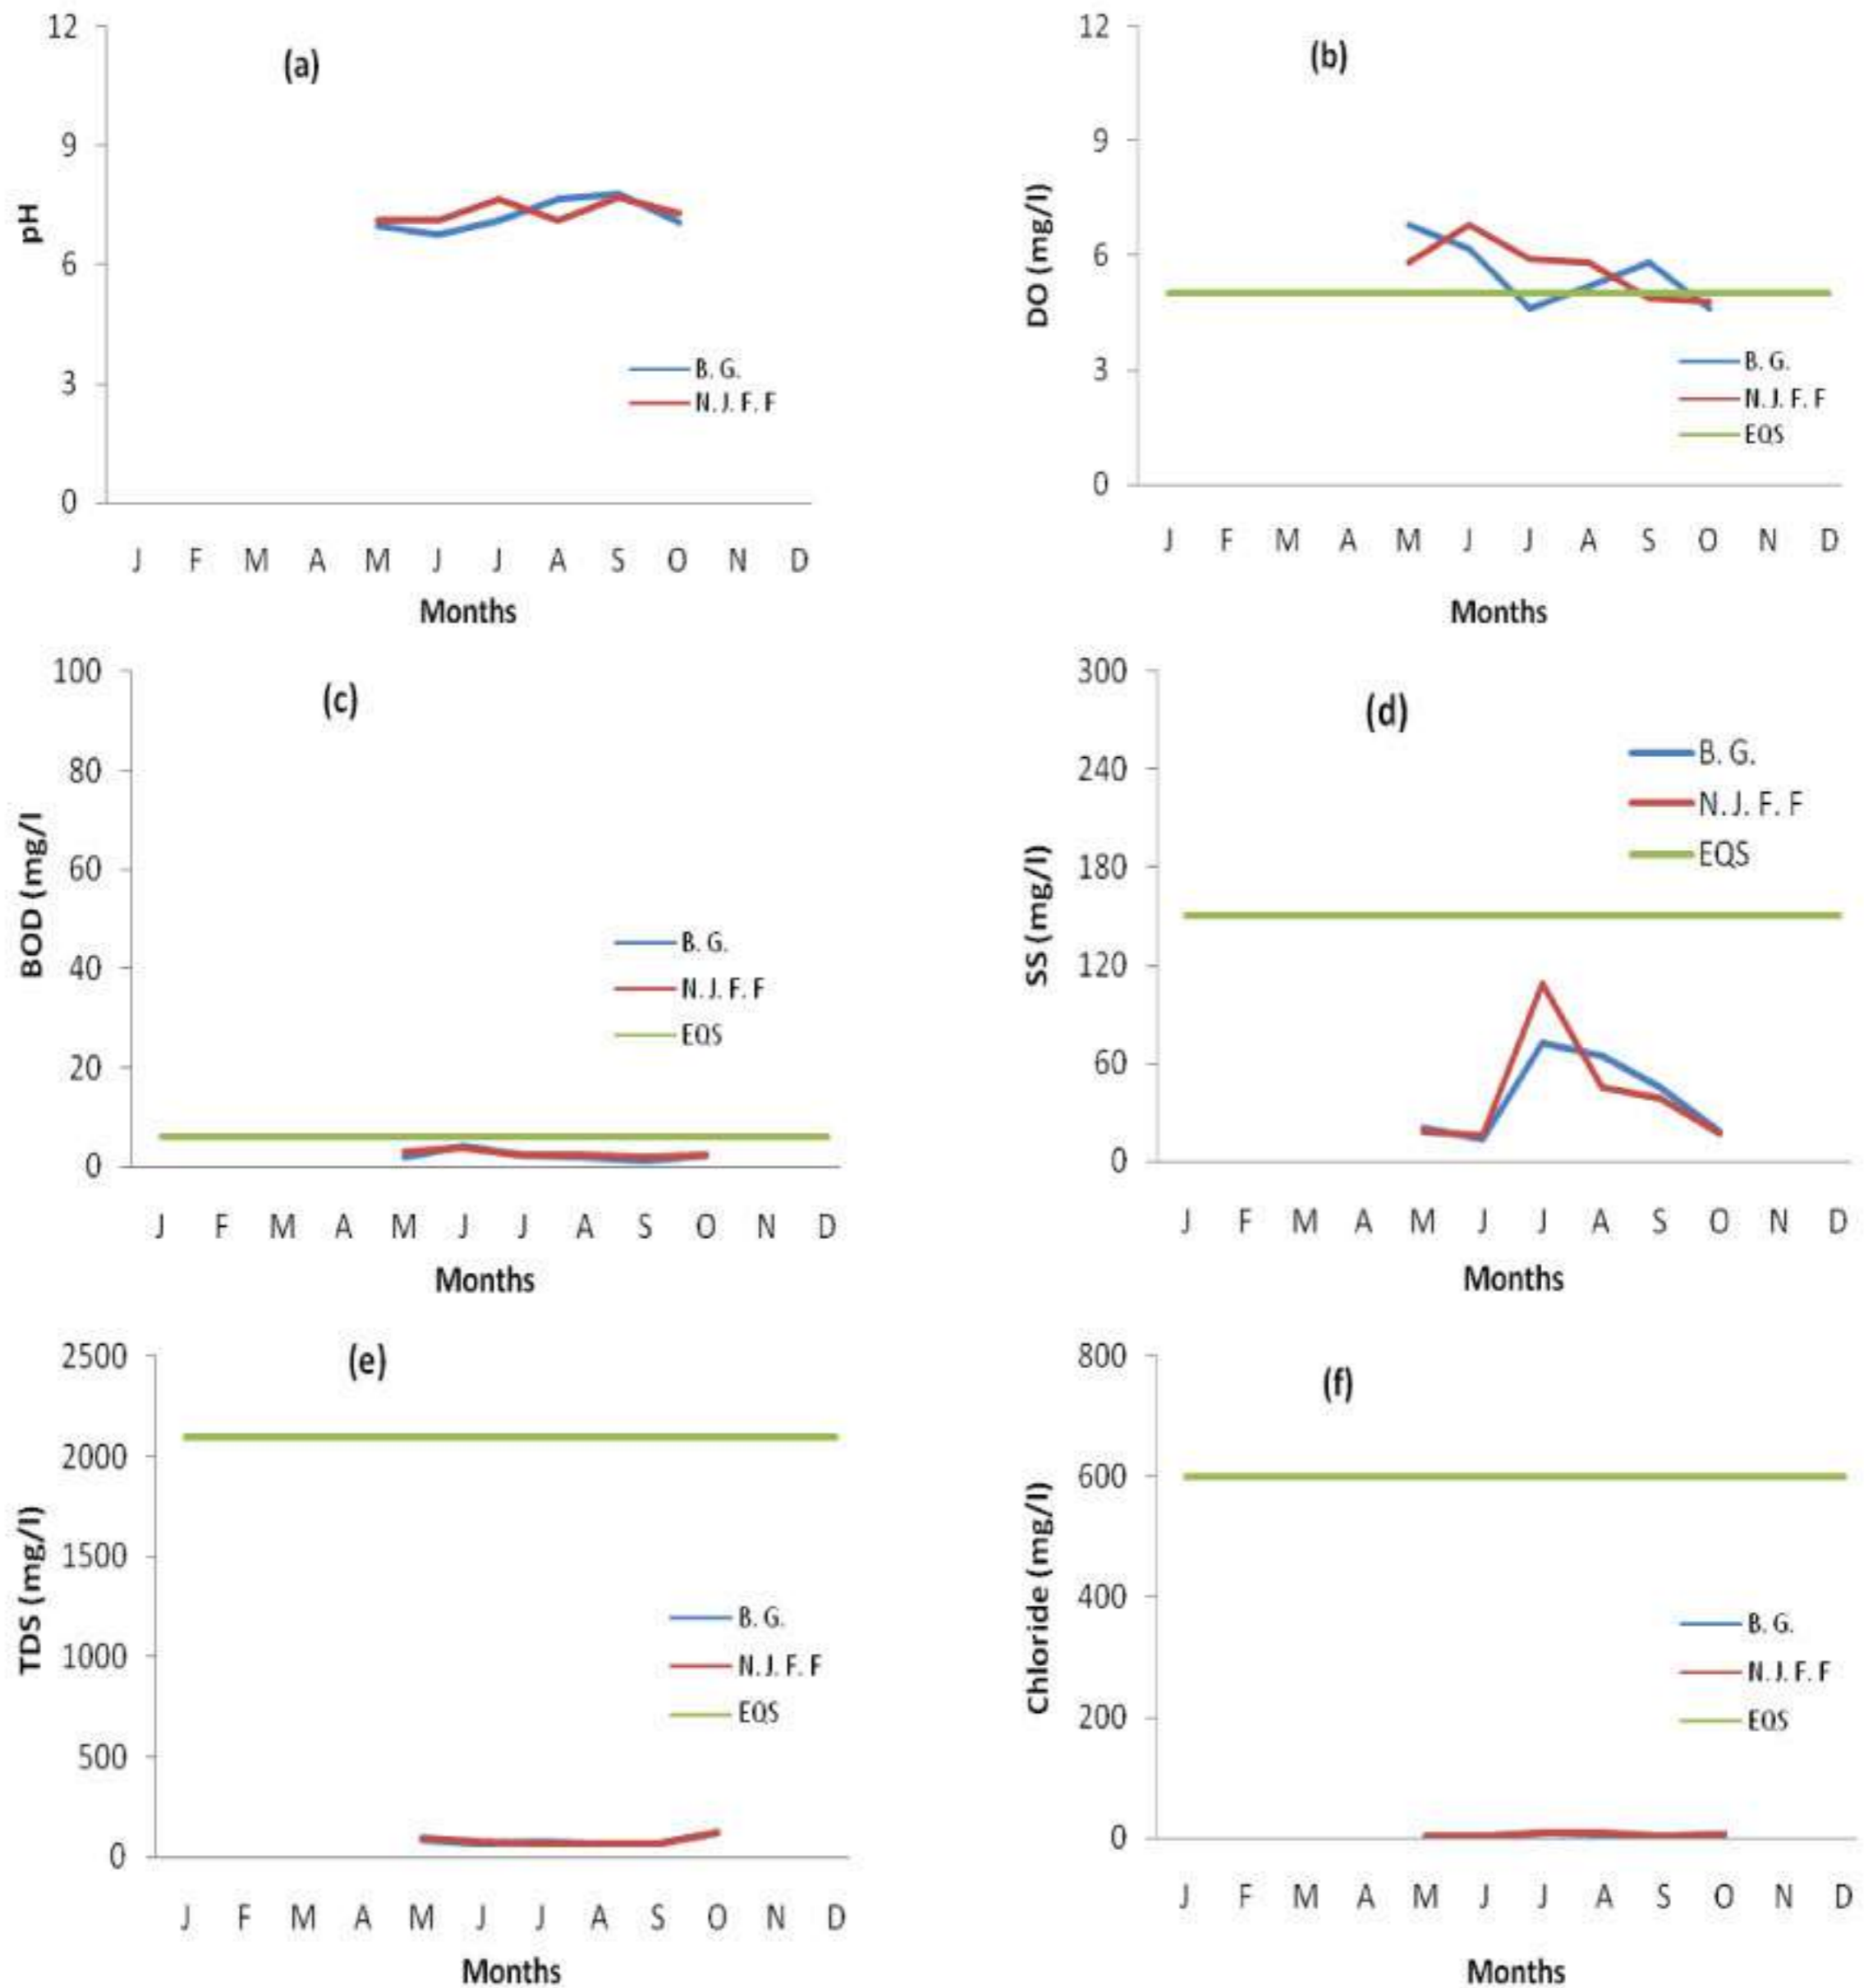 (a)
pH
12
9
6
3
0
B. G.
N. J. F. F
J F M A M J J A S O N D
Months
(b)
DO (mg/l)
12
9
6
3
0
B. G.
N. J. F. F
EQS
J F M A M J J A S O N D
Months
(c)
BOD (mg/l
100
80
60
40
20
0
B. G.
N. J. F. F
EQS
J F M A M J J A S O N D
Months
(d)
SS (mg/l)
300
240
180
120
60
0
B. G.
N. J. F. F
EQS
J F M A M J J A S O N D
Months
(e)
TDS (mg/l)
2500
2000
1500
1000
500
0
B. G.
N. J. F. F
EQS
J F M A M J J A S O N D
Months
(f)
Chloride (mg/l)
800
600
400
200
0
B. G.
N. J. F. F
EQS
J F M A M J J A S O N D
Months